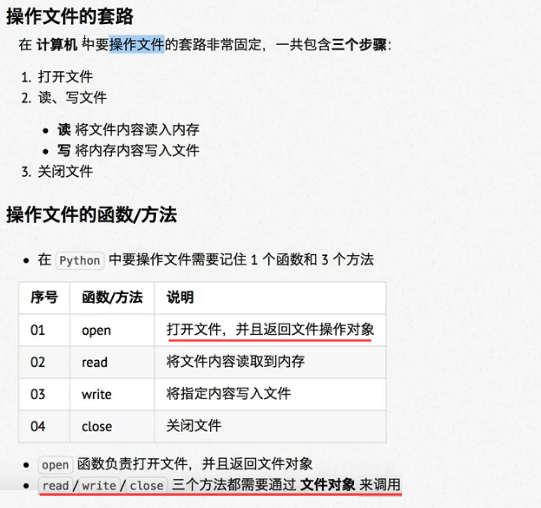 操作文件的套路
在 计算机 中要操作文件的套路非常固定，一共包含三个步骤：
1. 打开文件
2. 读、写文件
• 读 将文件内容读入内存
• 写 将内存内容写入文件
3. 关闭文件
操作文件的函数/方法
• 在 Python 中要操作文件需要记住 1 个函数和 3 个方法
序号 函数/方法 说明
01 open 打开文件，并且返回文件操作对象
02 read 将文件内容读取到内存
03 write 将指定内容写入文件
04 close 关闭文件
• open 函数负责打开文件，并且返回文件对象
• read/write/close 三个方法都需要通过 文件对象 来调用